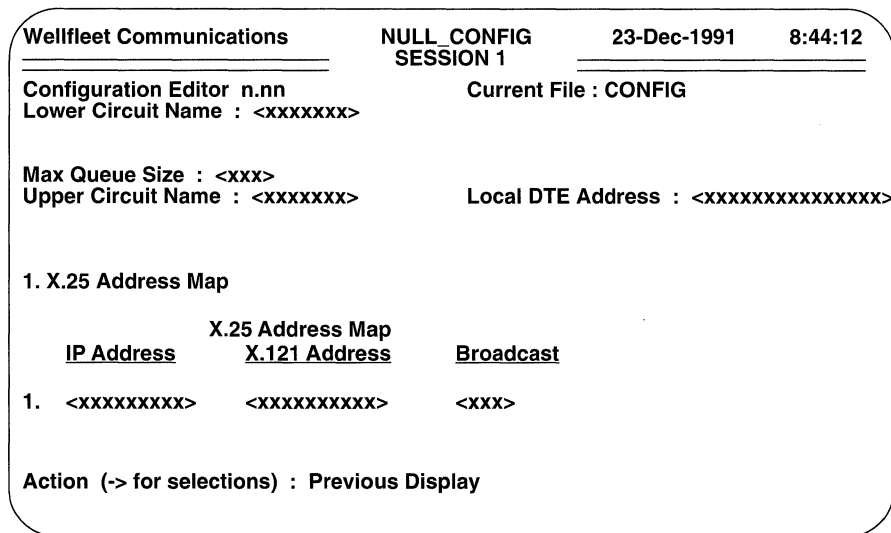 Wellfleet Communications NULL_CONFIG 23-Dec-1991 8:44:12
SESSION 1
Configuration Editor n.nn Current File : CONFIG
Lower Circuit Name : <xxxxxxx>
Max Queue Size : <xxx>
Upper Circuit Name : <xxxxxxx> Local DTE Address : <xxxxxxxxxxxxxxx>
1. X.25 Address Map
X.25 Address Map
IP Address X.121 Address Broadcast
1. <xxxxxxxxx> <xxxxxxxxxx> <xxx>
Action (-> for selections) : Previous Display